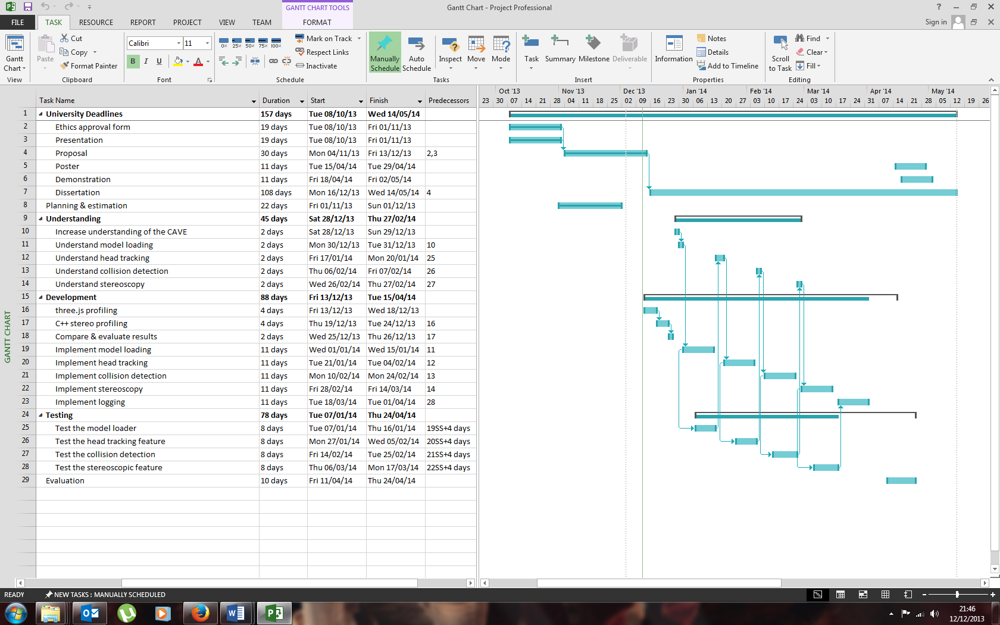 GANTT CHART TOOLS
Gantt Chart - Project Professional
FILE TASK RESOURCE REPORT PROJECT VIEW TEAM FORMAT Sign in
Gantt Chart
View
Paste
Cut
Copy
Format Painter
Clipboard
Calibri 11
B I U A
Font
0% 25% 50% 75% 100%
Mark on Track
Respect Links
Inactivate
Schedule
Manually Schedule
Auto Schedule
Inspect
Move
Mode
Tasks
Task
Summary
Milestone
Deliverable
Insert
Information
Notes
Details
Add to Timeline
Properties
Scroll to Task
Find
Clear
Fill
Editing
Task Name Duration Start Finish Predecessors
Oct '13 Nov '13 Dec '13 Jan '14 Feb '14 Mar '14 Apr '14 May '14
23 30 07 14 21 28 04 11 18 25 02 09 16 23 30 06 13 20 27 03 10 17 24 03 10 17 24 31 07 14 21 28 05 12 19 26
1 University Deadlines 157 days Tue 08/10/13 Wed 14/05/14
2 Ethics approval form 19 days Tue 08/10/13 Fri 01/11/13
3 Presentation 19 days Tue 08/10/13 Fri 01/11/13
4 Proposal 30 days Mon 04/11/13 Fri 13/12/13 2,3
5 Poster 11 days Tue 15/04/14 Tue 29/04/14
6 Demonstration 11 days Fri 18/04/14 Fri 02/05/14
7 Dissertation 108 days Mon 16/12/13 Wed 14/05/14 4
8 Planning & estimation 22 days Fri 01/11/13 Sun 01/12/13
9 Understanding 45 days Sat 28/12/13 Thu 27/02/14
10 Increase understanding of the CAVE 2 days Sat 28/12/13 Sun 29/12/13
11 Understand model loading 2 days Mon 30/12/13 Tue 31/12/13 10
12 Understand head tracking 2 days Fri 17/01/14 Mon 20/01/14 25
13 Understand collision detection 2 days Thu 06/02/14 Fri 07/02/14 26
14 Understand stereoscopy 2 days Wed 26/02/14 Thu 27/02/14 27
15 Development 88 days Fri 13/12/13 Tue 15/04/14
16 three.js profiling 4 days Fri 13/12/13 Wed 18/12/13
17 C++ stereo profiling 4 days Thu 19/12/13 Tue 24/12/13 16
18 Compare & evaluate results 2 days Wed 25/12/13 Thu 26/12/13 17
19 Implement model loading 11 days Wed 01/01/14 Wed 15/01/14 11
20 Implement head tracking 11 days Tue 21/01/14 Tue 04/02/14 12
21 Implement collision detection 11 days Mon 10/02/14 Mon 24/02/14 13
22 Implement stereoscopy 11 days Fri 28/02/14 Fri 14/03/14 14
23 Implement logging 11 days Tue 18/03/14 Tue 01/04/14 28
24 Testing 78 days Tue 07/01/14 Thu 24/04/14
25 Test the model loader 8 days Tue 07/01/14 Thu 16/01/14 19SS+4 days
26 Test the head tracking feature 8 days Mon 27/01/14 Wed 05/02/14 20SS+4 days
27 Test the collision detection 8 days Fri 14/02/14 Tue 25/02/14 21SS+4 days
28 Test the stereoscopic feature 8 days Thu 06/03/14 Mon 17/03/14 22SS+4 days
29 Evaluation 10 days Fri 11/04/14 Thu 24/04/14
GANTT CHART
READY NEW TASKS : MANUALLY SCHEDULED
21:46
12/12/2013